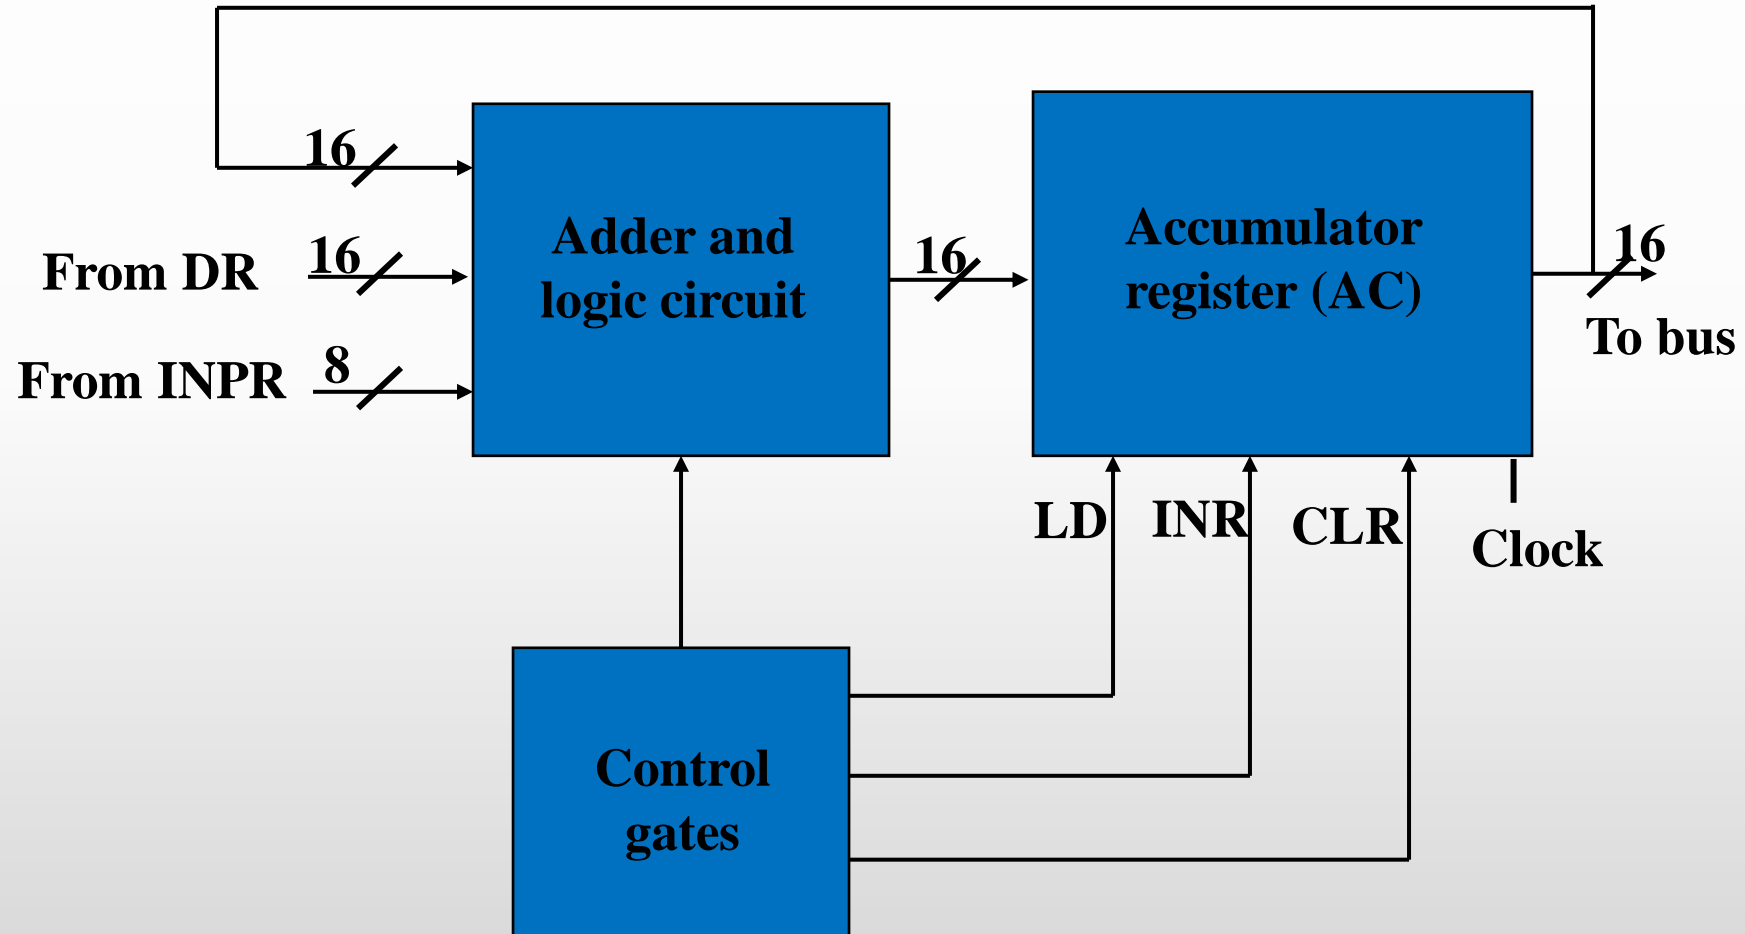 16
Adder and
logic circuit
Accumulator
register (AC)
From DR
16
16
16
To bus
From INPR
8
LD
INR
CLR
Clock
Control
gates